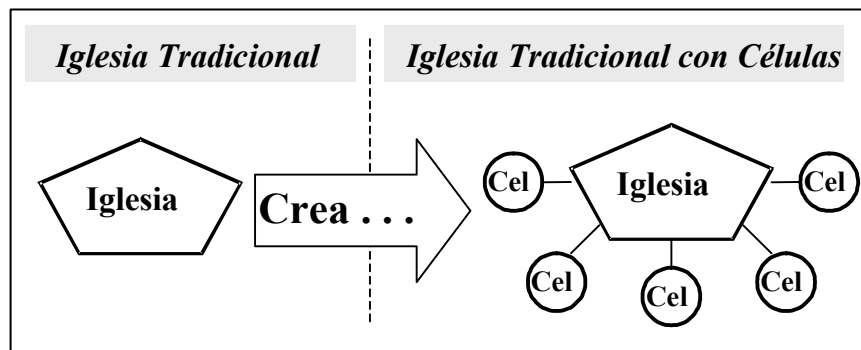 Iglesia Tradicional
Iglesia Tradicional con Células
Iglesia
Crea . . .
Iglesia
Cel
Cel
Cel
Cel
Cel